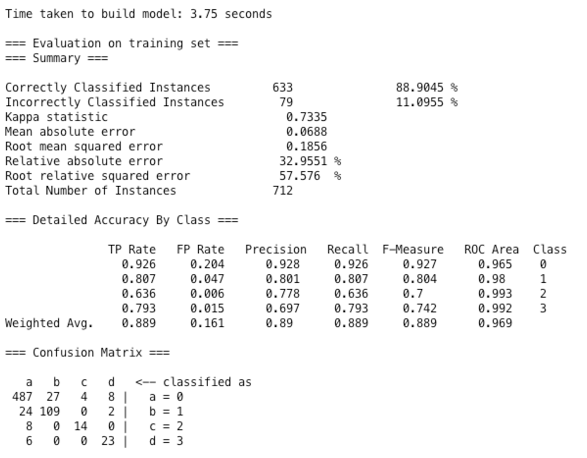 Time taken to build model: 3.75 seconds
=== Evaluation on training set ===
=== Summary ===
Correctly Classified Instances 633 88.9045 %
Incorrectly Classified Instances 79 11.0955 %
Kappa statistic 0.7335
Mean absolute error 0.0688
Root mean squared error 0.1856
Relative absolute error 32.9551 %
Root relative squared error 57.576 %
Total Number of Instances 712
=== Detailed Accuracy By Class ===
TP Rate FP Rate Precision Recall F-Measure ROC Area Class
0.926 0.204 0.928 0.926 0.927 0.965 0
0.807 0.047 0.801 0.807 0.804 0.98 1
0.636 0.006 0.778 0.636 0.7 0.993 2
0.793 0.015 0.697 0.793 0.742 0.992 3
Weighted Avg. 0.889 0.161 0.89 0.889 0.889 0.969
=== Confusion Matrix ===
a b c d <-- classified as
487 27 4 8 | a = 0
24 109 0 2 | b = 1
8 0 14 0 | c = 2
6 0 0 23 | d = 3